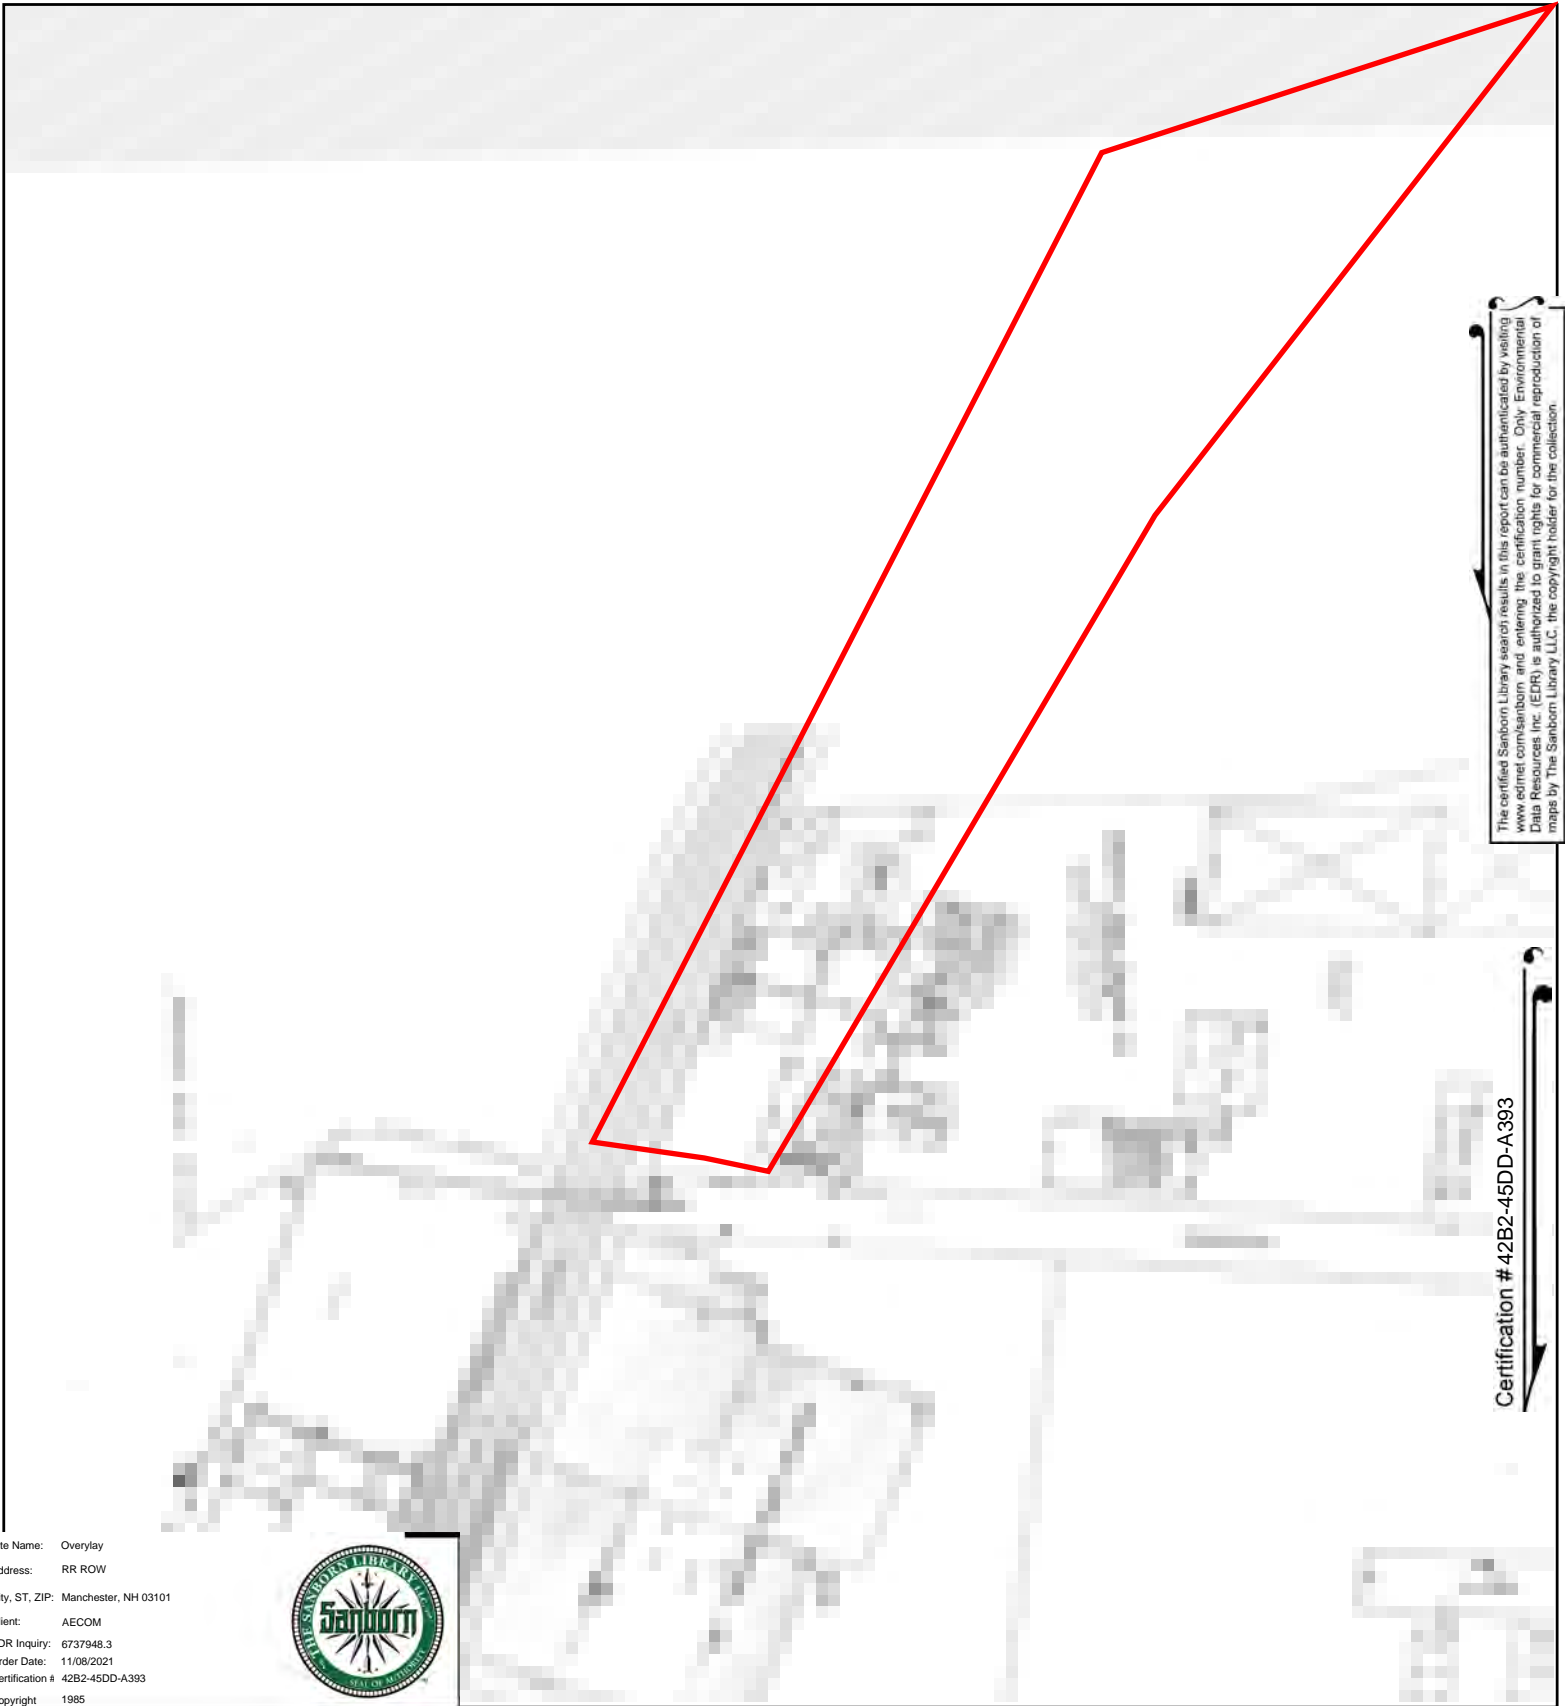 The certified Sanborn Library search results in this report can be authenticated by visiting
www.edrnet.com/sanborn and entering the certification number. Only Environmental
Data Resources Inc. (EDR) is authorized to grant rights for commercial reproduction of
maps by The Sanborn Library LLC, the copyright holder for the collection.
Certification # 42B2-45DD-A393
te Name: Overylay
ddress: RR ROW
ity, ST, ZIP: Manchester, NH 03101
ient: AECOM
DR Inquiry: 6737948.3
rder Date: 11/08/2021
ertification # 42B2-45DD-A393
opyright 1985
THE SANBORN LIBRARY LLC
Sanborn
SEAL OF AUTHORITY